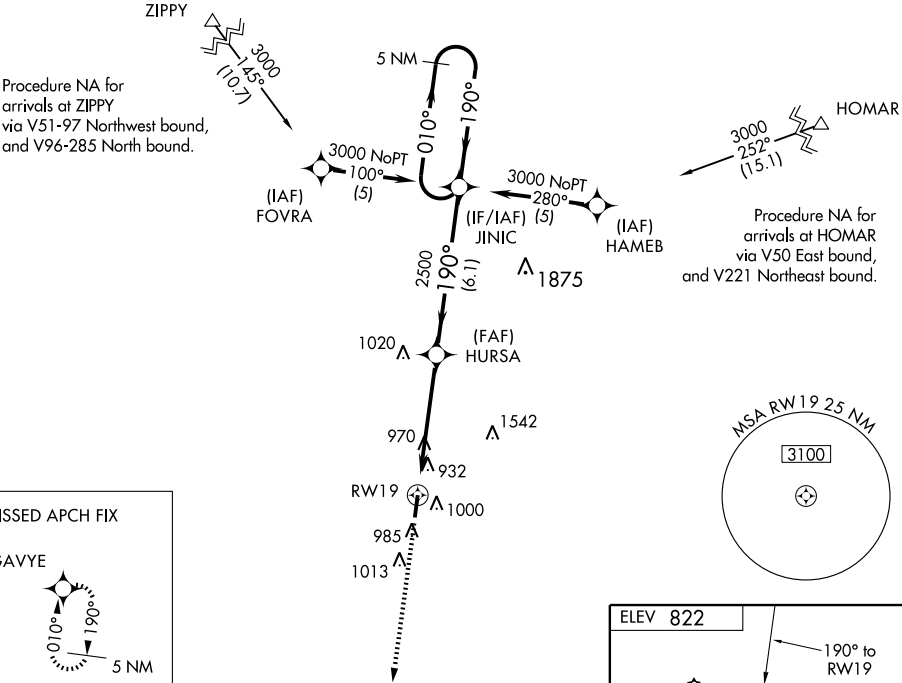 ZIPPY
3000
145°
(10.7)
Procedure NA for
arrivals at ZIPPY
via V51-97 Northwest bound,
and V96-285 North bound.
5 NM
010°
190°
HOMAR
3000
252°
(15.1)
3000 NoPT
100°
(5)
(IAF)
FOVRA
3000 NoPT
280°
(5)
(IF/IAF)
JINIC
(IAF)
HAMEB
Procedure NA for
arrivals at HOMAR
via V50 East bound,
and V221 Northeast bound.
2500
190°
(6.1)
1875
1020
(FAF)
HURSA
1542
970
932
RW19
1000
985
1013
MSA RW19 25 NM
3100
ISSED APCH FIX
GAVYE
010°
190°
5 NM
ELEV 822
190° to
RW19